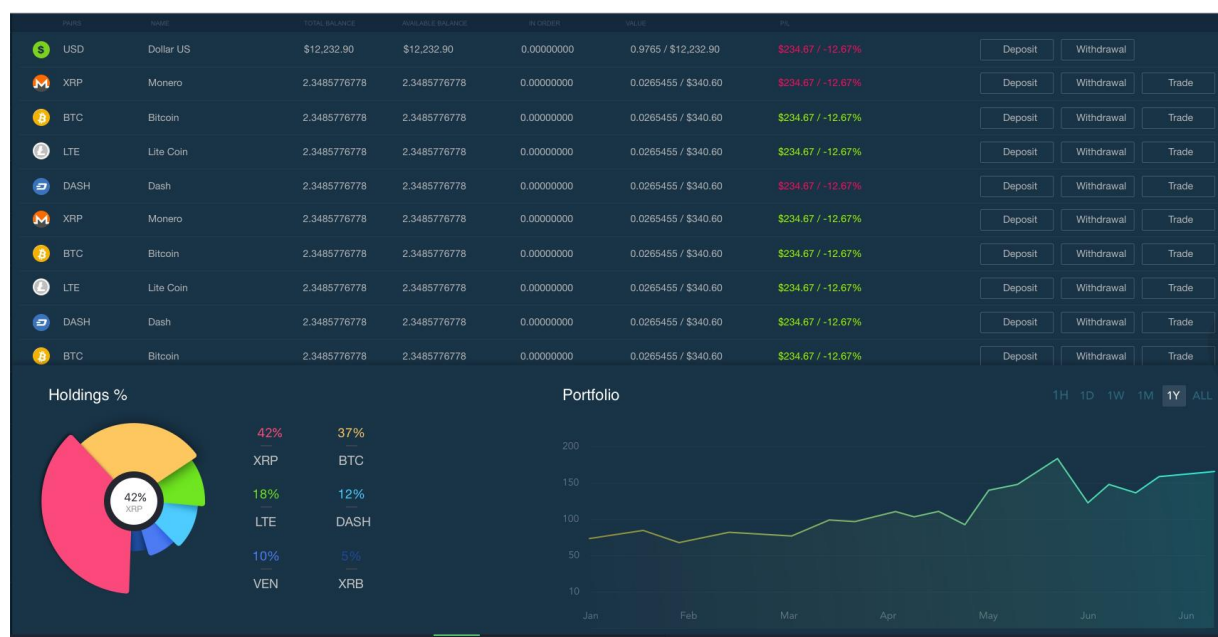 PAIRS NAME TOTAL BALANCE AVAILABLE BALANCE IN ORDER VALUE P/L
$ USD Dollar US $12,232.90 $12,232.90 0.00000000 0.9765 / $12,232.90 $234.67 / -12.67% Deposit Withdrawal
XRP Monero 2.3485776778 2.3485776778 0.00000000 0.0265455 / $340.60 $234.67 / -12.67% Deposit Withdrawal Trade
BTC Bitcoin 2.3485776778 2.3485776778 0.00000000 0.0265455 / $340.60 $234.67 / -12.67% Deposit Withdrawal Trade
LTE Lite Coin 2.3485776778 2.3485776778 0.00000000 0.0265455 / $340.60 $234.67 / -12.67% Deposit Withdrawal Trade
DASH Dash 2.3485776778 2.3485776778 0.00000000 0.0265455 / $340.60 $234.67 / -12.67% Deposit Withdrawal Trade
XRP Monero 2.3485776778 2.3485776778 0.00000000 0.0265455 / $340.60 $234.67 / -12.67% Deposit Withdrawal Trade
BTC Bitcoin 2.3485776778 2.3485776778 0.00000000 0.0265455 / $340.60 $234.67 / -12.67% Deposit Withdrawal Trade
LTE Lite Coin 2.3485776778 2.3485776778 0.00000000 0.0265455 / $340.60 $234.67 / -12.67% Deposit Withdrawal Trade
DASH Dash 2.3485776778 2.3485776778 0.00000000 0.0265455 / $340.60 $234.67 / -12.67% Deposit Withdrawal Trade
BTC Bitcoin 2.3485776778 2.3485776778 0.00000000 0.0265455 / $340.60 $234.67 / -12.67% Deposit Withdrawal Trade
Holdings %
42%
XRP
42% 37%
XRP BTC
18% 12%
LTE DASH
10% 5%
VEN XRB
Portfolio
1H 1D 1W 1M 1Y ALL
200
150
100
50
10
Jan Feb Mar Apr May Jun Jun